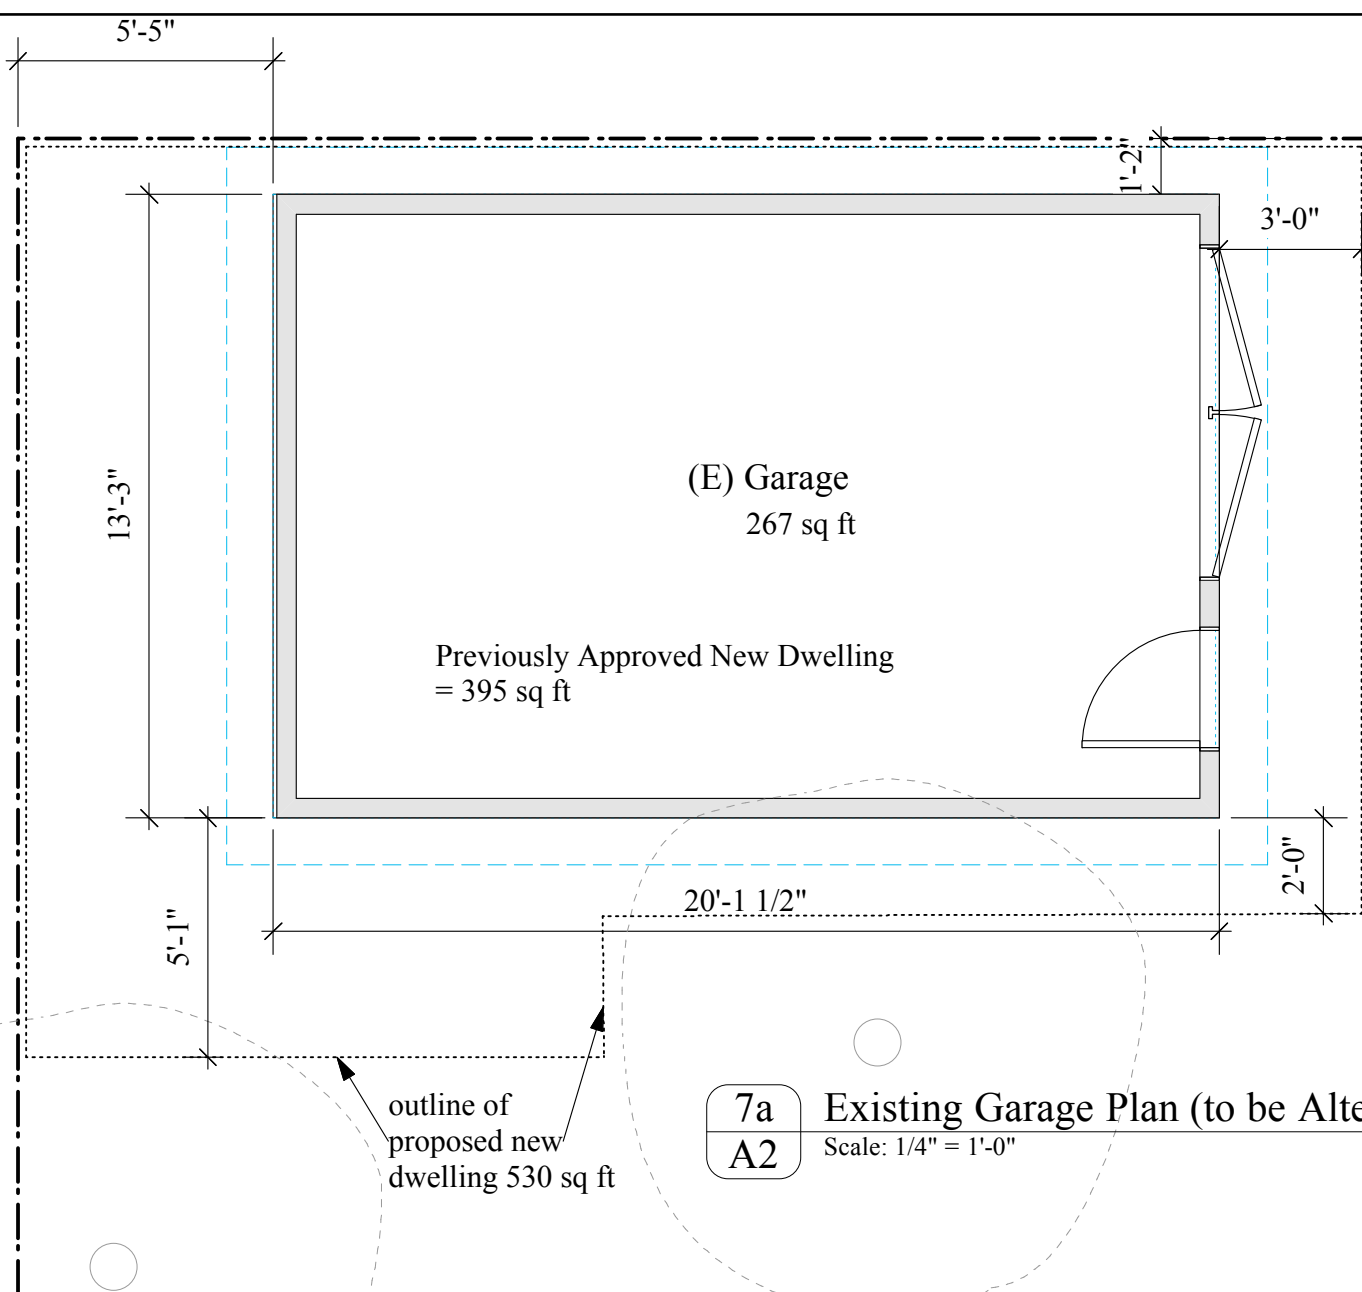 5'-5"
1'-2"
3'-0"
13'-3"
(E) Garage
267 sq ft
Previously Approved New Dwelling
= 395 sq ft
2'-0"
20'-1 1/2"
5'-1"
outline of
proposed new
dwelling 530 sq ft
7a
A2
Existing Garage Plan (to be Alte
Scale: 1/4" = 1'-0"